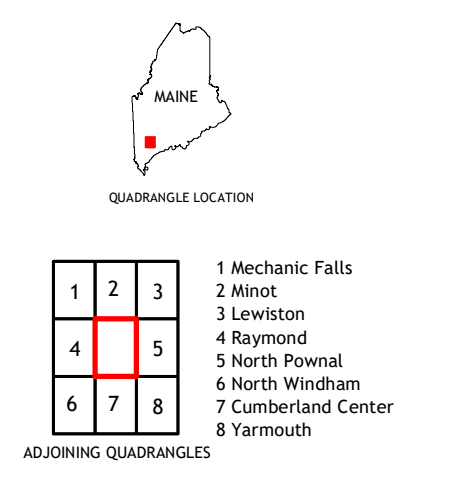 MAINE
QUADRANGLE LOCATION
1 2 3
4 5
6 7 8
1 Mechanic Falls
2 Minot
3 Lewiston
4 Raymond
5 North Pownal
6 North Windham
7 Cumberland Center
8 Yarmouth
ADJOINING QUADRANGLES